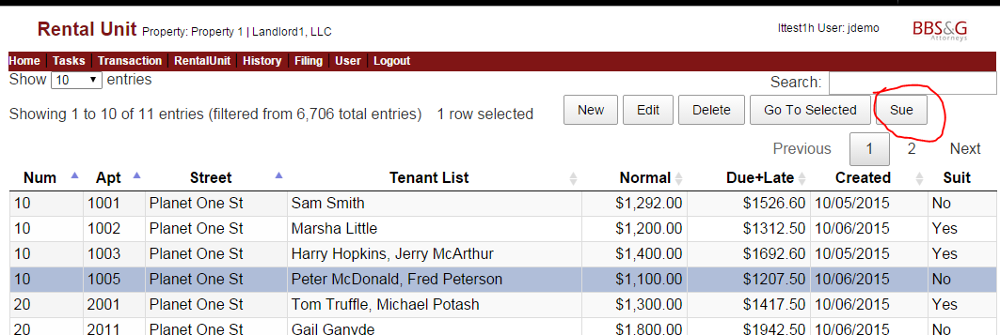 Rental Unit Property: Property 1 | Landlord1, LLC
lttest1h User: jdemo
BBS&G
Attorneys
Home Tasks Transaction RentalUnit History Filing User Logout
Show 10 entries
Search:
Showing 1 to 10 of 11 entries (filtered from 6,706 total entries) 1 row selected
New Edit Delete Go To Selected Sue
Previous 1 2 Next
Num Apt Street Tenant List Normal Due+Late Created Suit
10 1001 Planet One St Sam Smith $1,292.00 $1526.60 10/05/2015 No
10 1002 Planet One St Marsha Little $1,200.00 $1312.50 10/06/2015 Yes
10 1003 Planet One St Harry Hopkins, Jerry McArthur $1,400.00 $1692.60 10/05/2015 Yes
10 1005 Planet One St Peter McDonald, Fred Peterson $1,100.00 $1207.50 10/06/2015 No
20 2001 Planet One St Tom Truffle, Michael Potash $1,300.00 $1417.50 10/06/2015 Yes
20 2011 Planet One St Gail Ganyde $1,800.00 $1942.50 10/06/2015 No